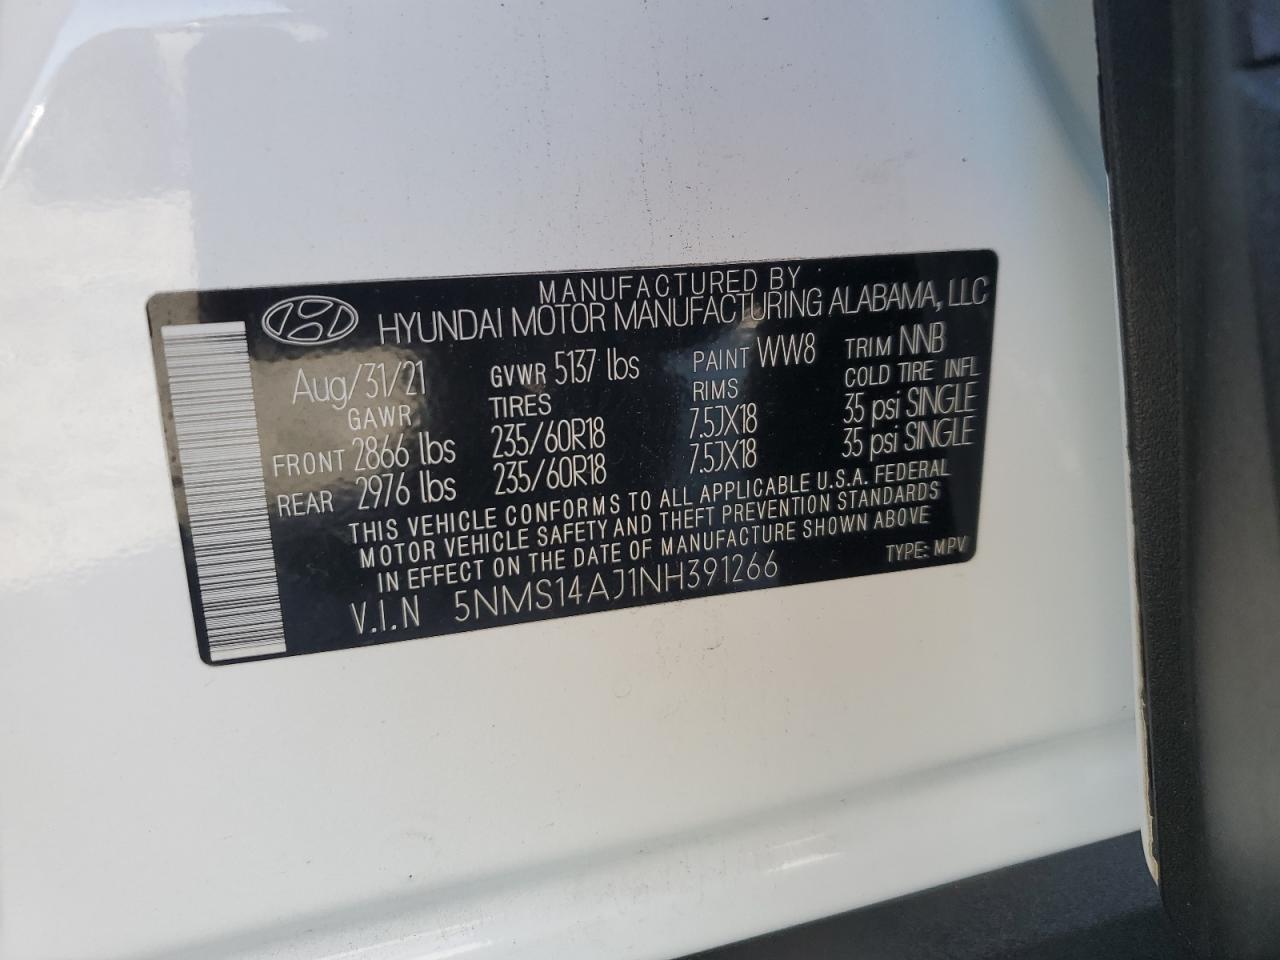 MANUFACTURED BY
HYUNDAI MOTOR MANUFACTURING ALABAMA, LLC
Aug/31/21 GVWR 5137 lbs PAINT WW8 TRIM NNB
GAWR TIRES RIMS COLD TIRE INFL
FRONT 2866 lbs 235/60R18 7.5JX18 35 psi SINGLE
REAR 2976 lbs 235/60R18 7.5JX18 35 psi SINGLE
THIS VEHICLE CONFORMS TO ALL APPLICABLE U.S.A. FEDERAL
MOTOR VEHICLE SAFETY AND THEFT PREVENTION STANDARDS
IN EFFECT ON THE DATE OF MANUFACTURE SHOWN ABOVE
V.I.N 5NMS14AJ1NH391266 TYPE: MPV